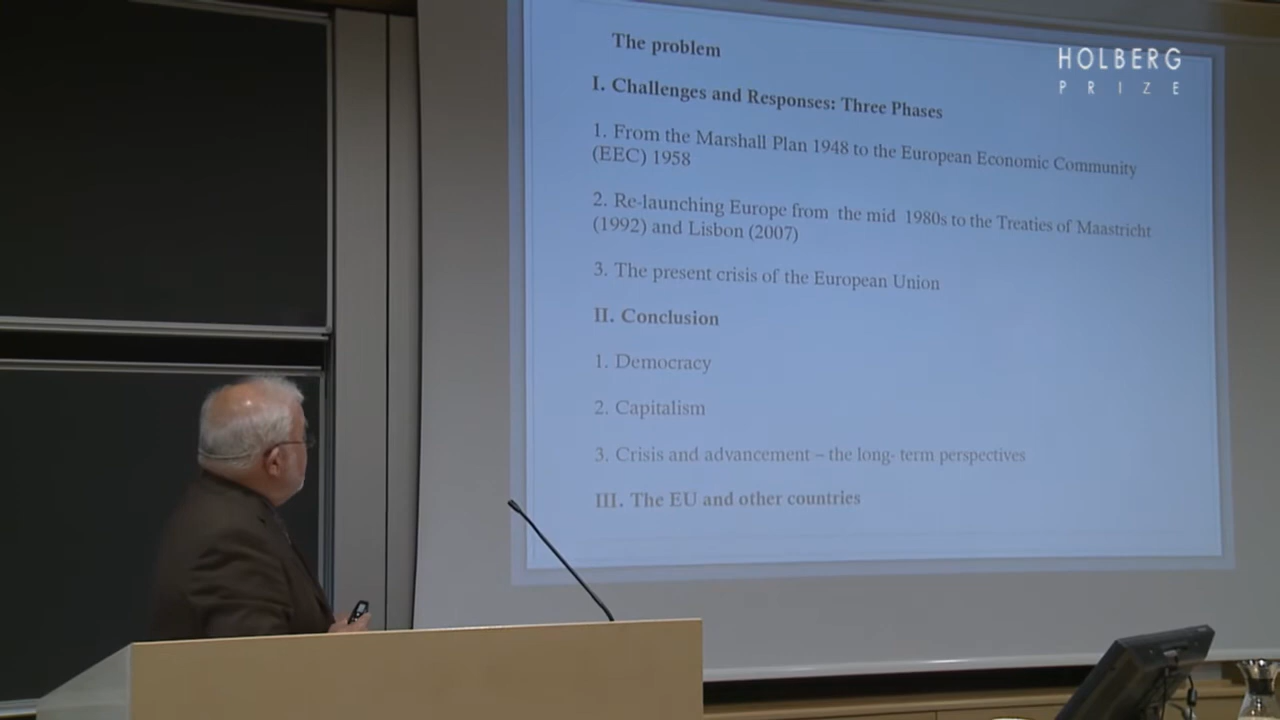 The problem
HOLBERG
PRIZE
I. Challenges and Responses: Three Phases
1. From the Marshall Plan 1948 to the European Economic Community
(EEC) 1958
2. Re-launching Europe from the mid 1980s to the Treaties of Maastricht
(1992) and Lisbon (2007)
3. The present crisis of the European Union
II. Conclusion
1. Democracy
2. Capitalism
3. Crisis and advancement – the long- term perspectives
III. The EU and other countries